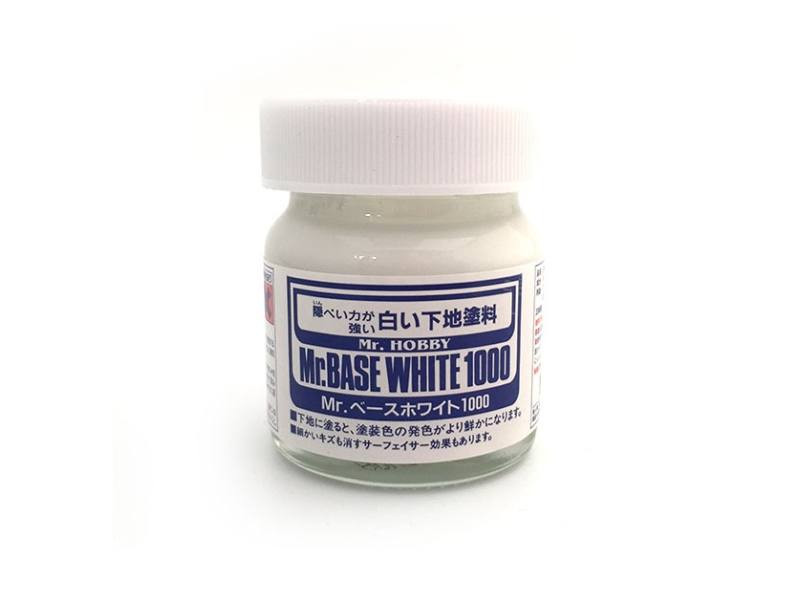 隠ぺい力が
強い
白い下地塗料
Mr. HOBBY
Mr.BASE WHITE 1000
Mr.ベースホワイト1000
■下地に塗ると、塗装色の発色がより鮮かになります。
■細かいキズも消すサーフェイサー効果もあります。